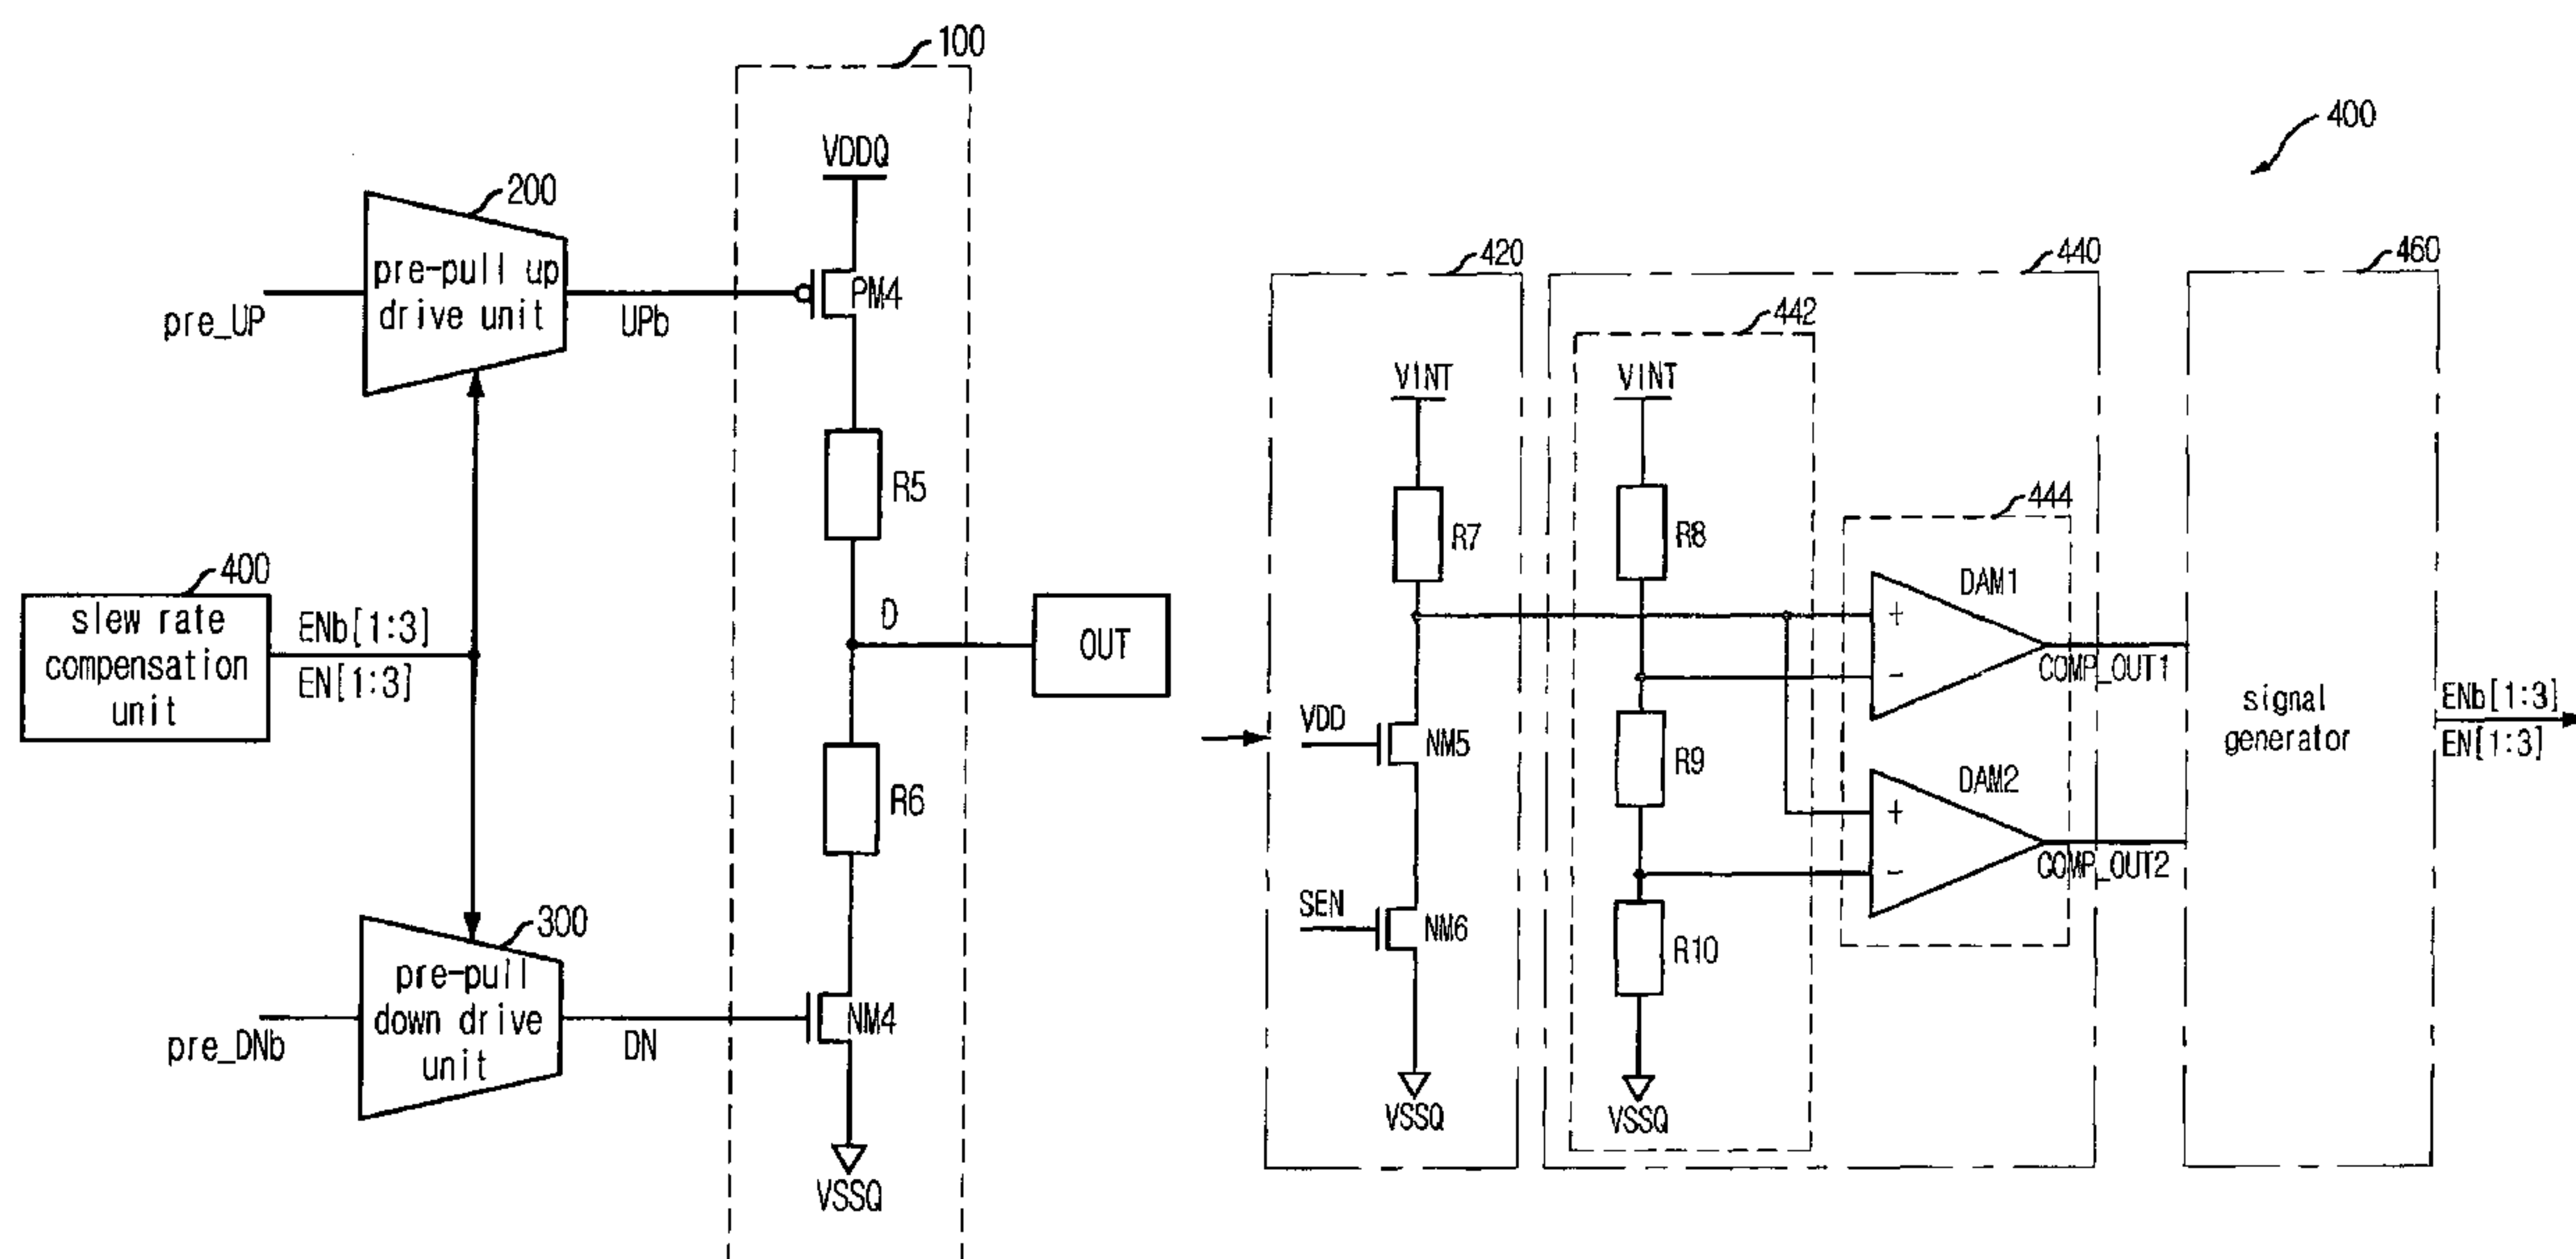 100
VDDQ
200
pre-pull up
drive unit
pre_UP
UPb
PM4
R5
400
slew rate
compensation
unit
ENb[1:3]
EN[1:3]
D
OUT
R6
300
pre-pull
down drive
unit
pre_DNb
DN
NM4
VSSQ
400
420
440
460
442
VINT
VINT
444
R7
R8
DAM1
+
-
COMP_OUT1
VDD
NM5
R9
DAM2
+
-
COMP_OUT2
SEN
NM6
R10
VSSQ
VSSQ
signal
generator
ENb[1:3]
EN[1:3]